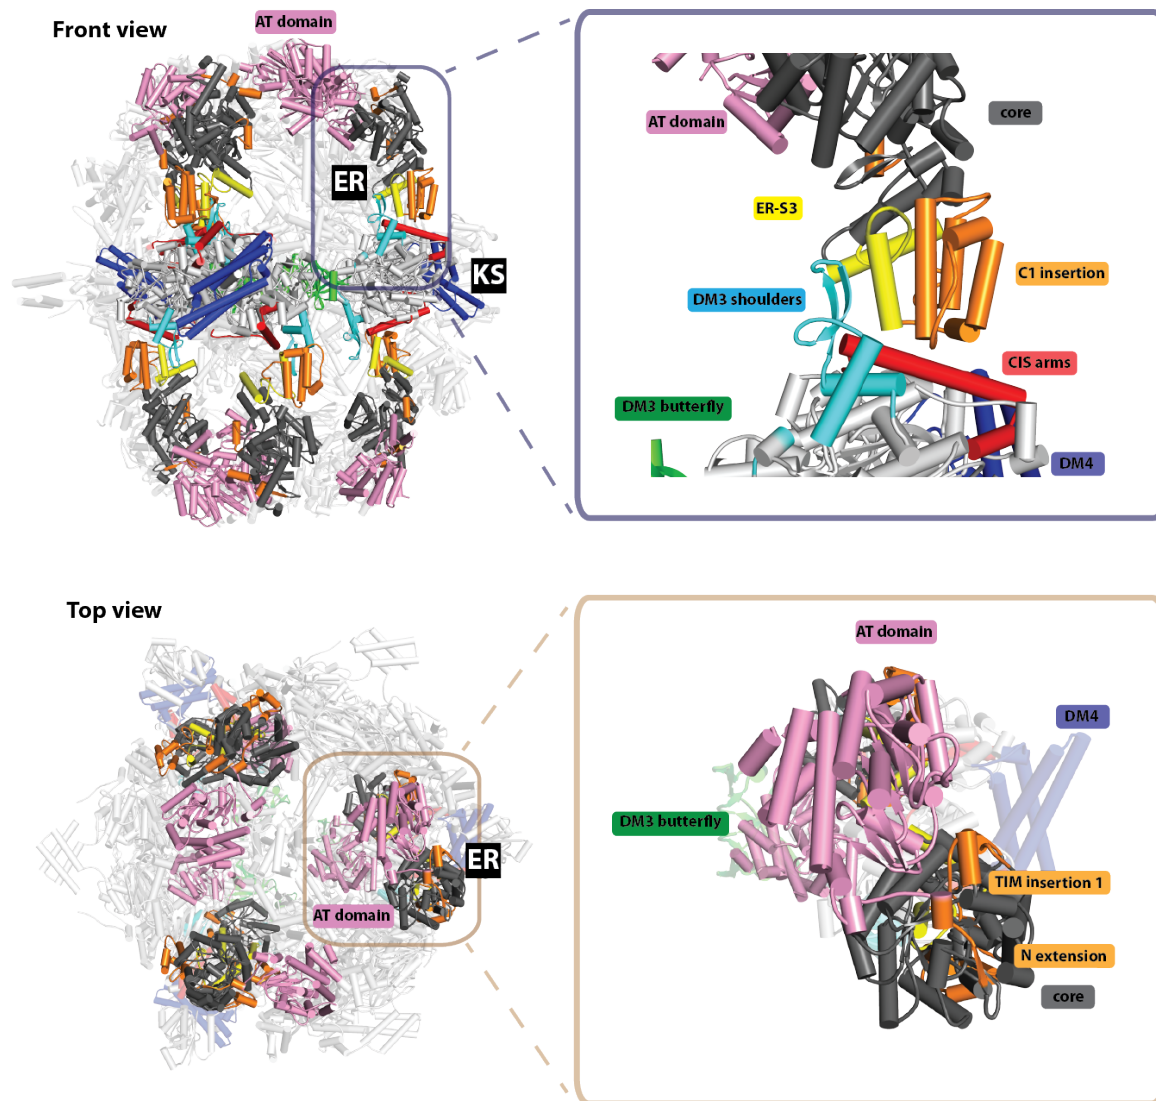 Front view
AT domain
ER
KS
AT domain
core
ER-S3
C1 insertion
DM3 shoulders
CIS arms
DM3 butterfly
DM4
Top view
AT domain
ER
AT domain
DM4
DM3 butterfly
TIM insertion 1
N extension
core